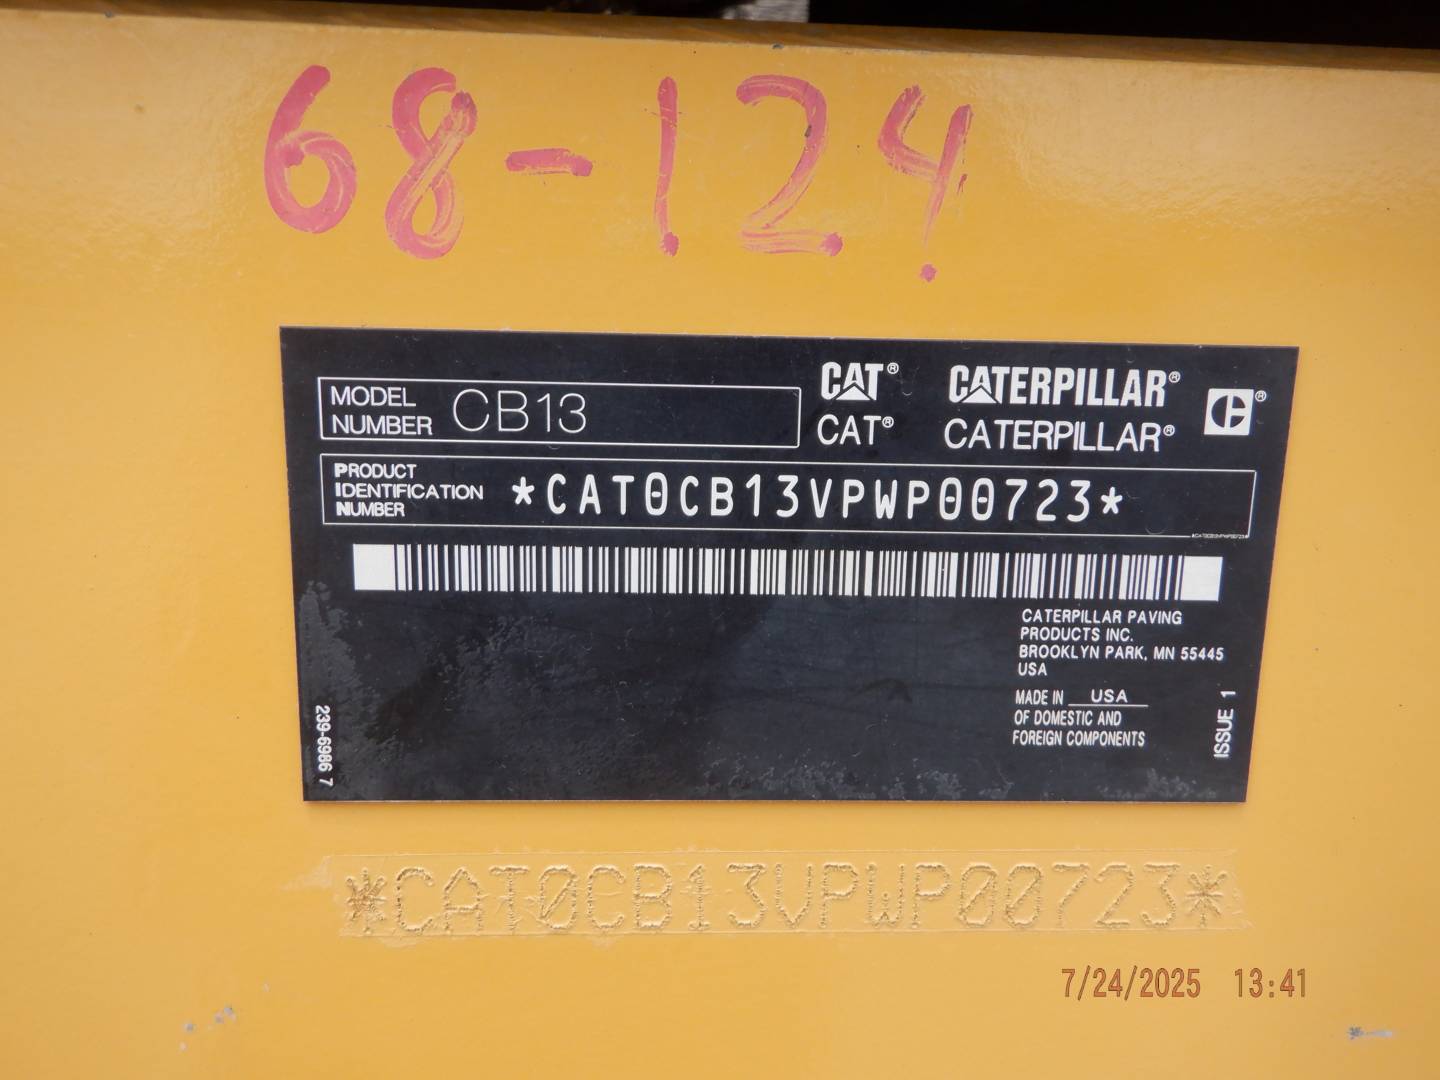 68-124
MODEL NUMBER CB13
CAT® CATERPILLAR®
CAT® CATERPILLAR®
PRODUCT IDENTIFICATION NUMBER *CAT0CB13VPWP00723*
*CAT0CB13VPWP00723*
CATERPILLAR PAVING
PRODUCTS INC.
BROOKLYN PARK, MN 55445
USA
MADE IN USA
OF DOMESTIC AND
FOREIGN COMPONENTS
ISSUE 1
239-6986 7
*CAT0CB13VPWP00723*
7/24/2025 13:41